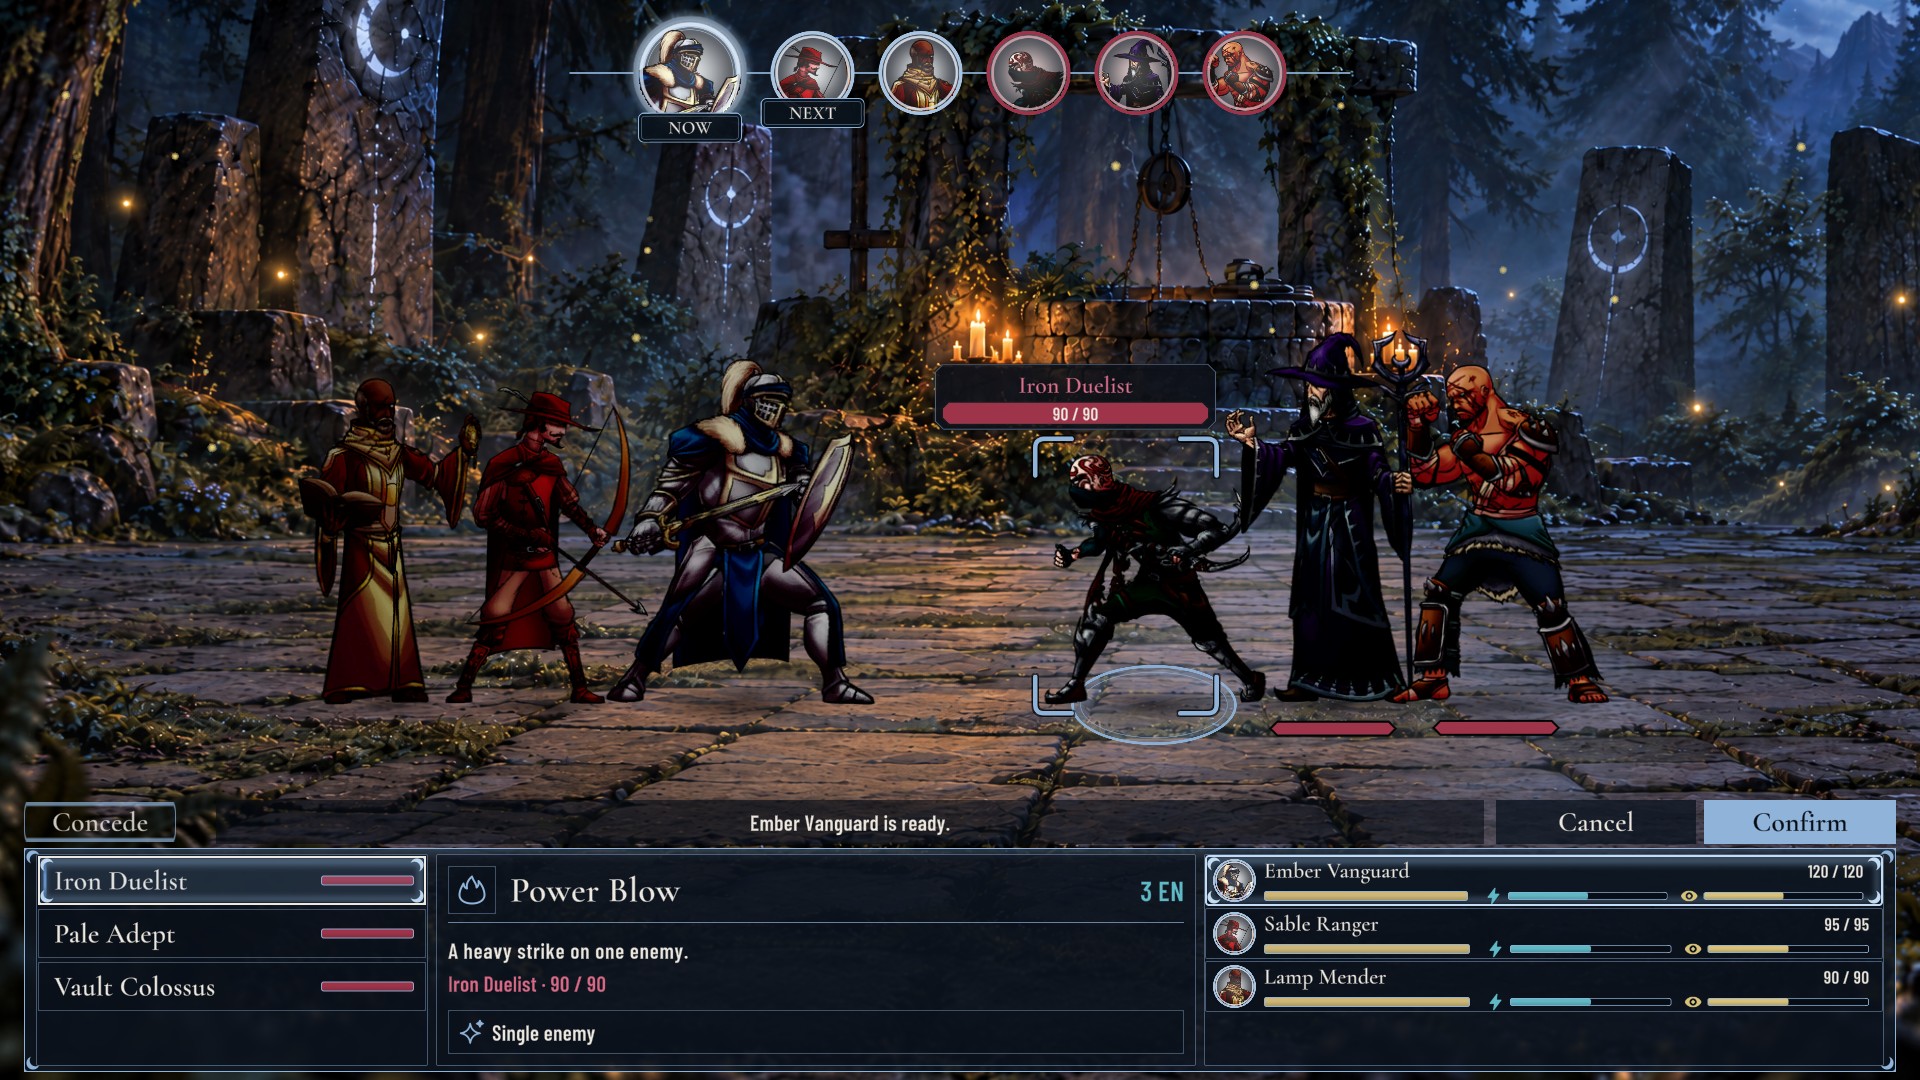 NOW
NEXT
Iron Duelist
90 / 90
Concede
Ember Vanguard is ready.
Cancel
Confirm
Iron Duelist
Pale Adept
Vault Colossus
Power Blow
3 EN
A heavy strike on one enemy.
Iron Duelist · 90 / 90
Single enemy
Ember Vanguard
120 / 120
Sable Ranger
95 / 95
Lamp Mender
90 / 90